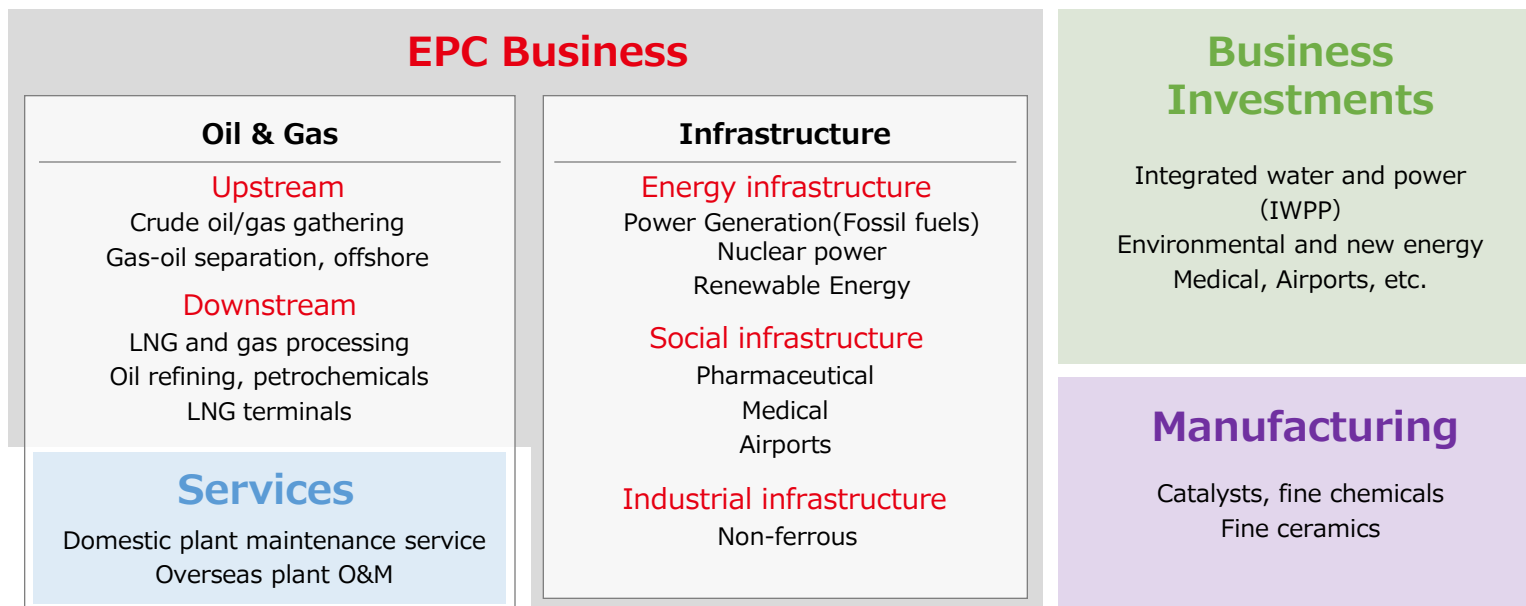 EPC Business
Oil & Gas
Upstream
Crude oil/gas gathering
Gas-oil separation, offshore
Downstream
LNG and gas processing
Oil refining, petrochemicals
LNG terminals
Services
Domestic plant maintenance service
Overseas plant O&M
Infrastructure
Energy infrastructure
Power Generation(Fossil fuels)
Nuclear power
Renewable Energy
Social infrastructure
Pharmaceutical
Medical
Airports
Industrial infrastructure
Non-ferrous
Business
Investments
Integrated water and power
(IWPP)
Environmental and new energy
Medical, Airports, etc.
Manufacturing
Catalysts, fine chemicals
Fine ceramics